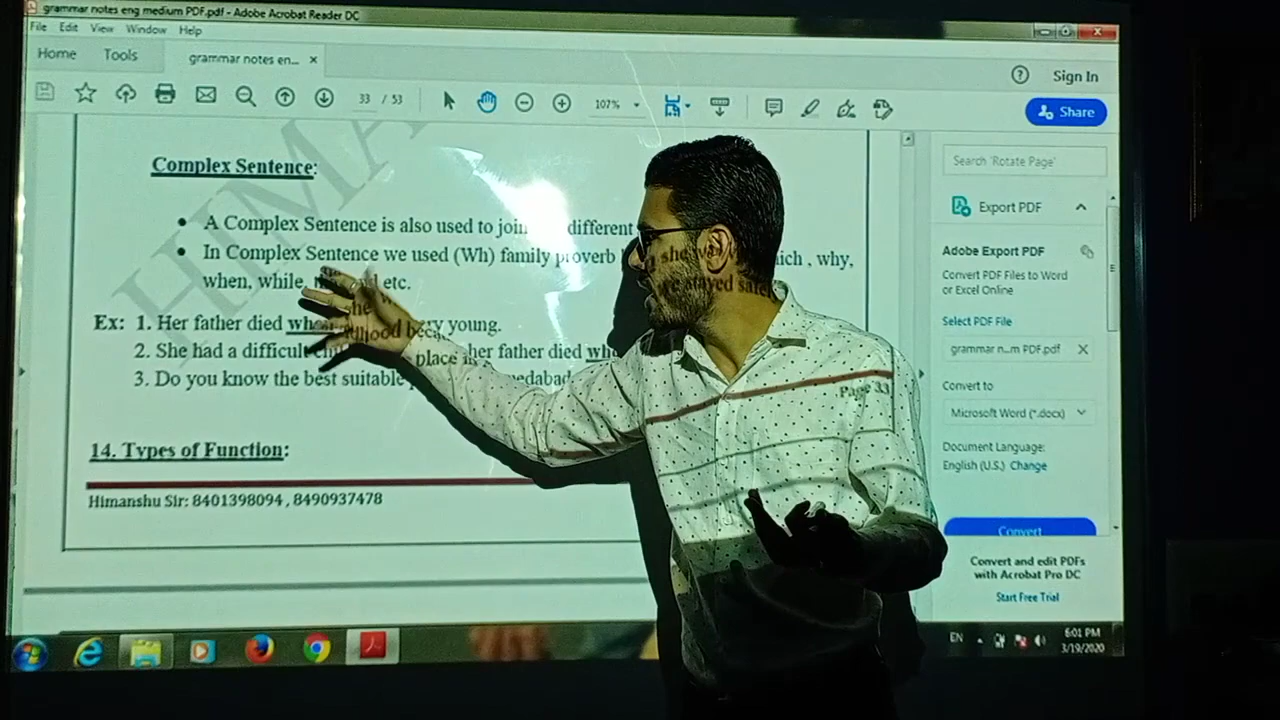 grammar notes eng medium PDF.pdf - Adobe Acrobat Reader DC
File Edit View Window Help
Home Tools grammar notes en... ×
Sign In
33 / 53 107%
Share
HIMA
Complex Sentence:
• A Complex Sentence is also used to join different
• In Complex Sentence we used (Wh) family proverb she , why,
when, while, etc.
we stayed safe
she
Ex: 1. Her father died young.
2. She had a difficult her father died
3. Do you know the best suitable place
Page 33
14. Types of Function:
Himanshu Sir: 8401398094 , 8490937478
Search 'Rotate Page'
Export PDF
Adobe Export PDF
Convert PDF Files to Word
or Excel Online
Select PDF File
grammar n...m PDF.pdf ×
Convert to
Microsoft Word (*.docx)
Document Language:
English (U.S.) Change
Convert
Convert and edit PDFs
with Acrobat Pro DC
Start Free Trial
EN
6:01 PM
3/19/2020